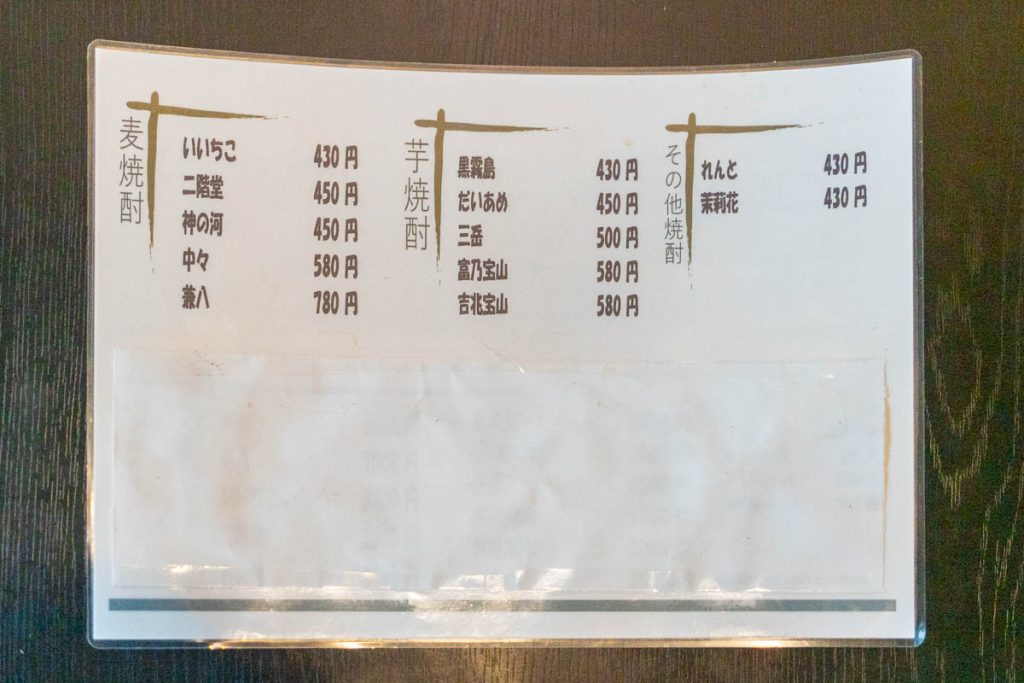 麦焼酎
いいちこ 430円
二階堂 450円
神の河 450円
中々 580円
兼八 780円
芋焼酎
黒霧島 430円
だいあめ 450円
三岳 500円
富乃宝山 580円
吉兆宝山 580円
その他焼酎
れんと 430円
茉莉花 430円